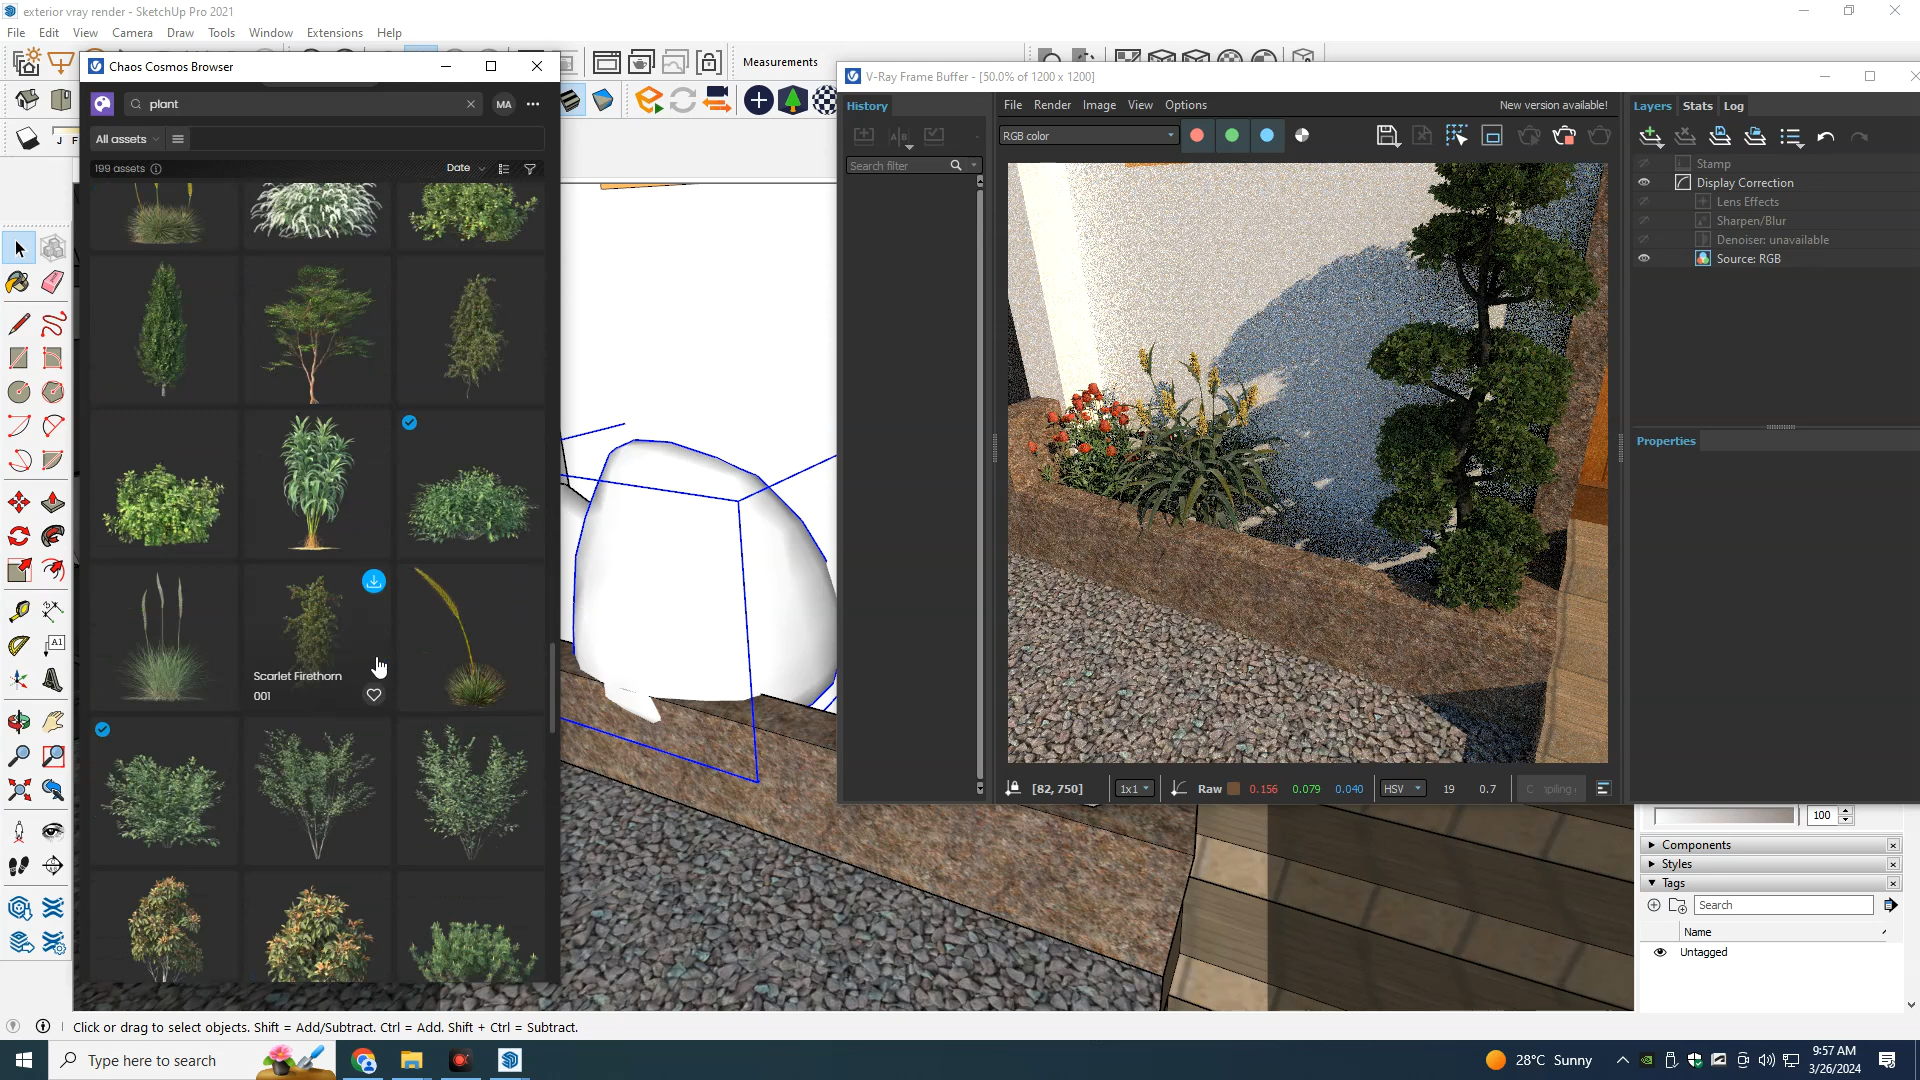 exterior vray render - SketchUp Pro 2021
File Edit View Camera Draw Tools Window Extensions Help
Measurements
Chaos Cosmos Browser
plant
MA
All assets
199 assets
Date
Scarlet Firethorn
001
V-Ray Frame Buffer - [50.0% of 1200 x 1200]
History
File Render Image View Options
New version available!
RGB color
Search filter
Layers Stats Log
Stamp
Display Correction
Lens Effects
Sharpen/Blur
Denoiser: unavailable
Source: RGB
Properties
[82, 750]
1x1
Raw
0.156
0.079
0.040
HSV
19
0.7
100
Components
Styles
Tags
Search
Name
Untagged
Click or drag to select objects. Shift = Add/Subtract. Ctrl = Add. Shift + Ctrl = Subtract.
Type here to search
28°C Sunny
9:57 AM
3/26/2024